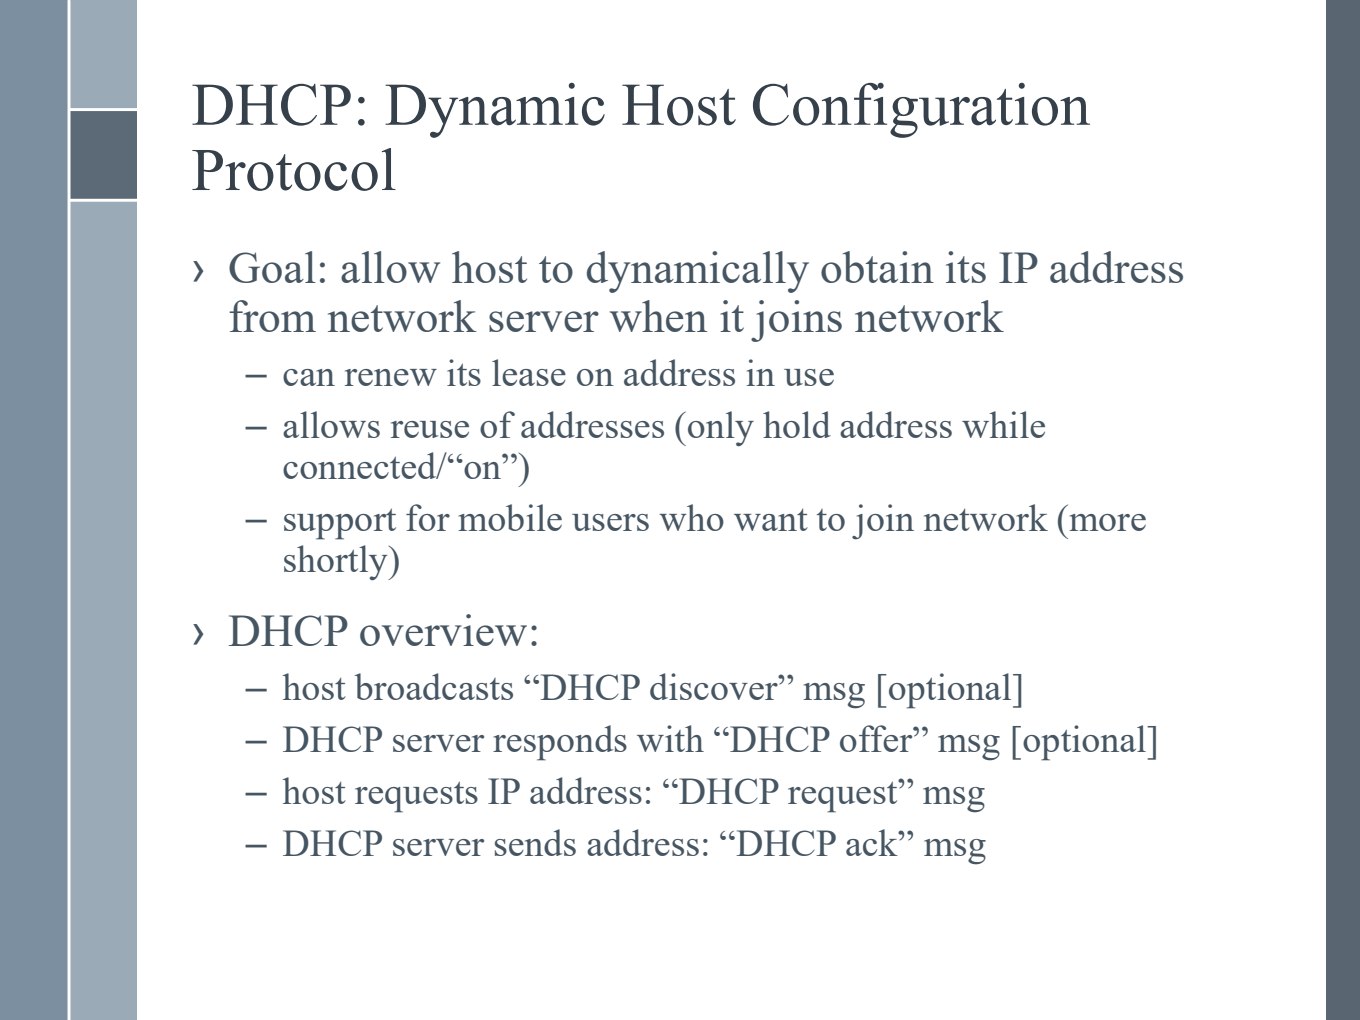 DHCP: Dynamic Host Configuration
Protocol
› Goal: allow host to dynamically obtain its IP address
from network server when it joins network
– can renew its lease on address in use
– allows reuse of addresses (only hold address while
connected/“on”)
– support for mobile users who want to join network (more
shortly)
› DHCP overview:
– host broadcasts “DHCP discover” msg [optional]
– DHCP server responds with “DHCP offer” msg [optional]
– host requests IP address: “DHCP request” msg
– DHCP server sends address: “DHCP ack” msg